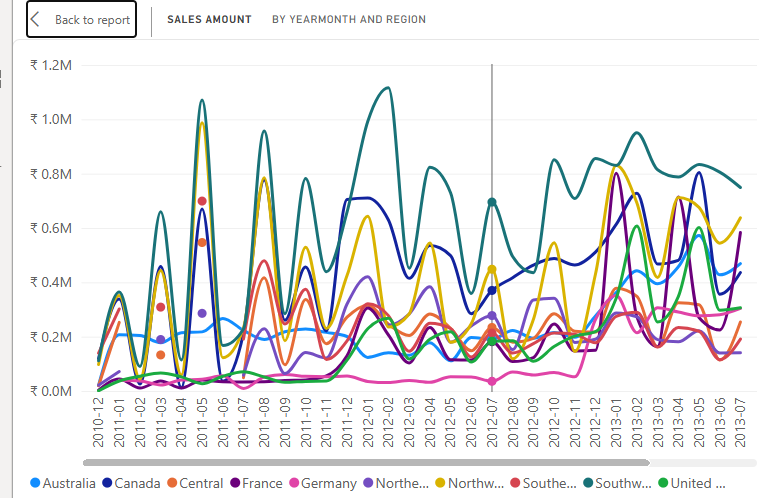 Back to report
SALES AMOUNT
BY YEARMONTH AND REGION
₹ 1.2M
₹ 1.0M
₹ 0.8M
₹ 0.6M
₹ 0.4M
₹ 0.2M
₹ 0.0M
2010-12
2011-01
2011-02
2011-03
2011-04
2011-05
2011-06
2011-07
2011-08
2011-09
2011-10
2011-11
2011-12
2012-01
2012-02
2012-03
2012-04
2012-05
2012-06
2012-07
2012-08
2012-09
2012-10
2012-11
2012-12
2013-01
2013-02
2013-03
2013-04
2013-05
2013-06
2013-07
Australia Canada Central France Germany Northe... Northw... Southe... Southw... United ...